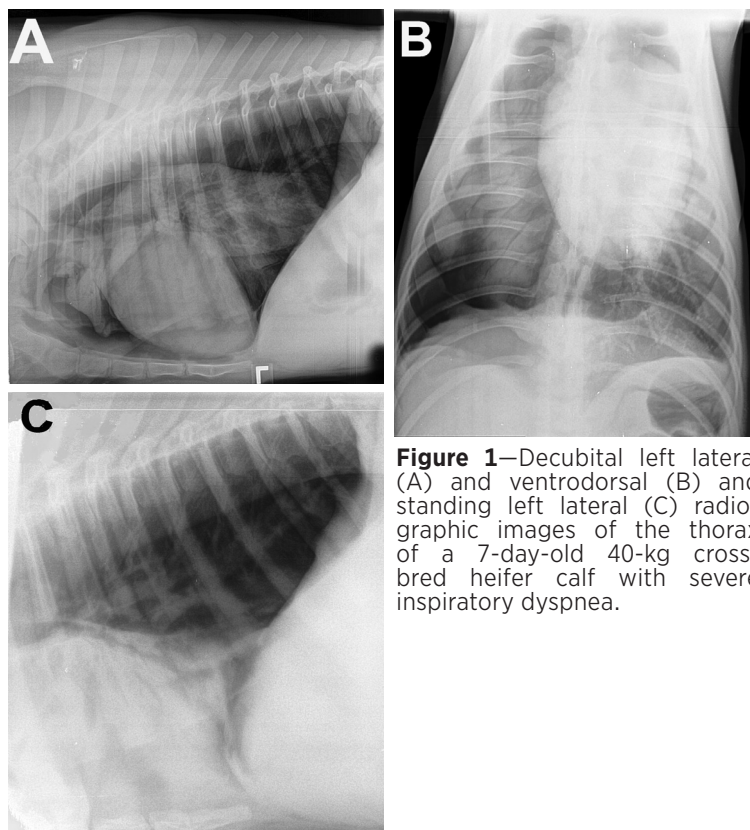 A
B
C
L
Figure 1—Decubital left lateral
(A) and ventrodorsal (B) and
standing left lateral (C) radio-
graphic images of the thorax
of a 7-day-old 40-kg cross-
bred heifer calf with severe
inspiratory dyspnea.